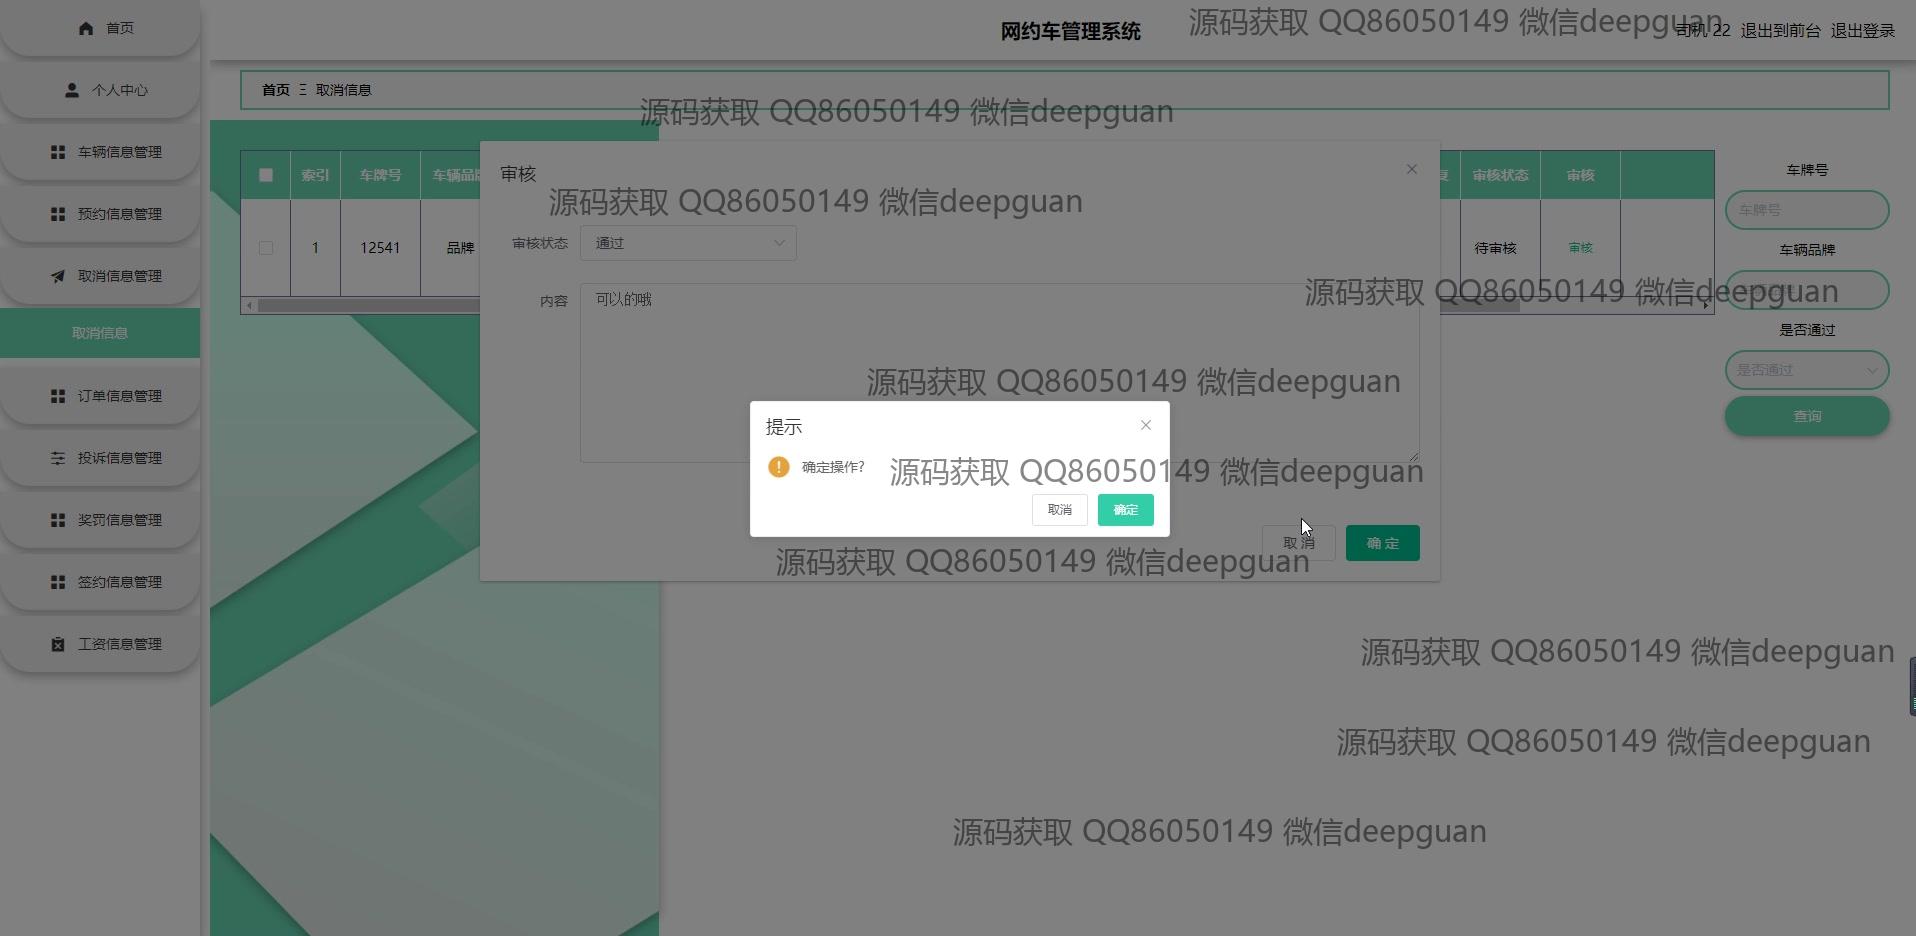 首页
个人中心
车辆信息管理
预约信息管理
取消信息管理
取消信息
订单信息管理
投诉信息管理
奖罚信息管理
签约信息管理
工资信息管理
网约车管理系统
源码获取 QQ86050149 微信deepguan
司机 22 退出到前台 退出登录
首页 Ξ 取消信息
源码获取 QQ86050149 微信deepguan
索引 车牌号 车辆品牌 复 审核状态 审核
1 12541 品牌 待审核 审核
审核
源码获取 QQ86050149 微信deepguan
审核状态 通过
内容 可以的哦
源码获取 QQ86050149 微信deepguan
车牌号
车牌号
车辆品牌
是否通过
是否通过
查询
源码获取 QQ86050149 微信deepguan
提示
确定操作?
源码获取 QQ86050149 微信deepguan
取消 确定
取 消 确 定
源码获取 QQ86050149 微信deepguan
源码获取 QQ86050149 微信deepguan
源码获取 QQ86050149 微信deepguan
源码获取 QQ86050149 微信deepguan